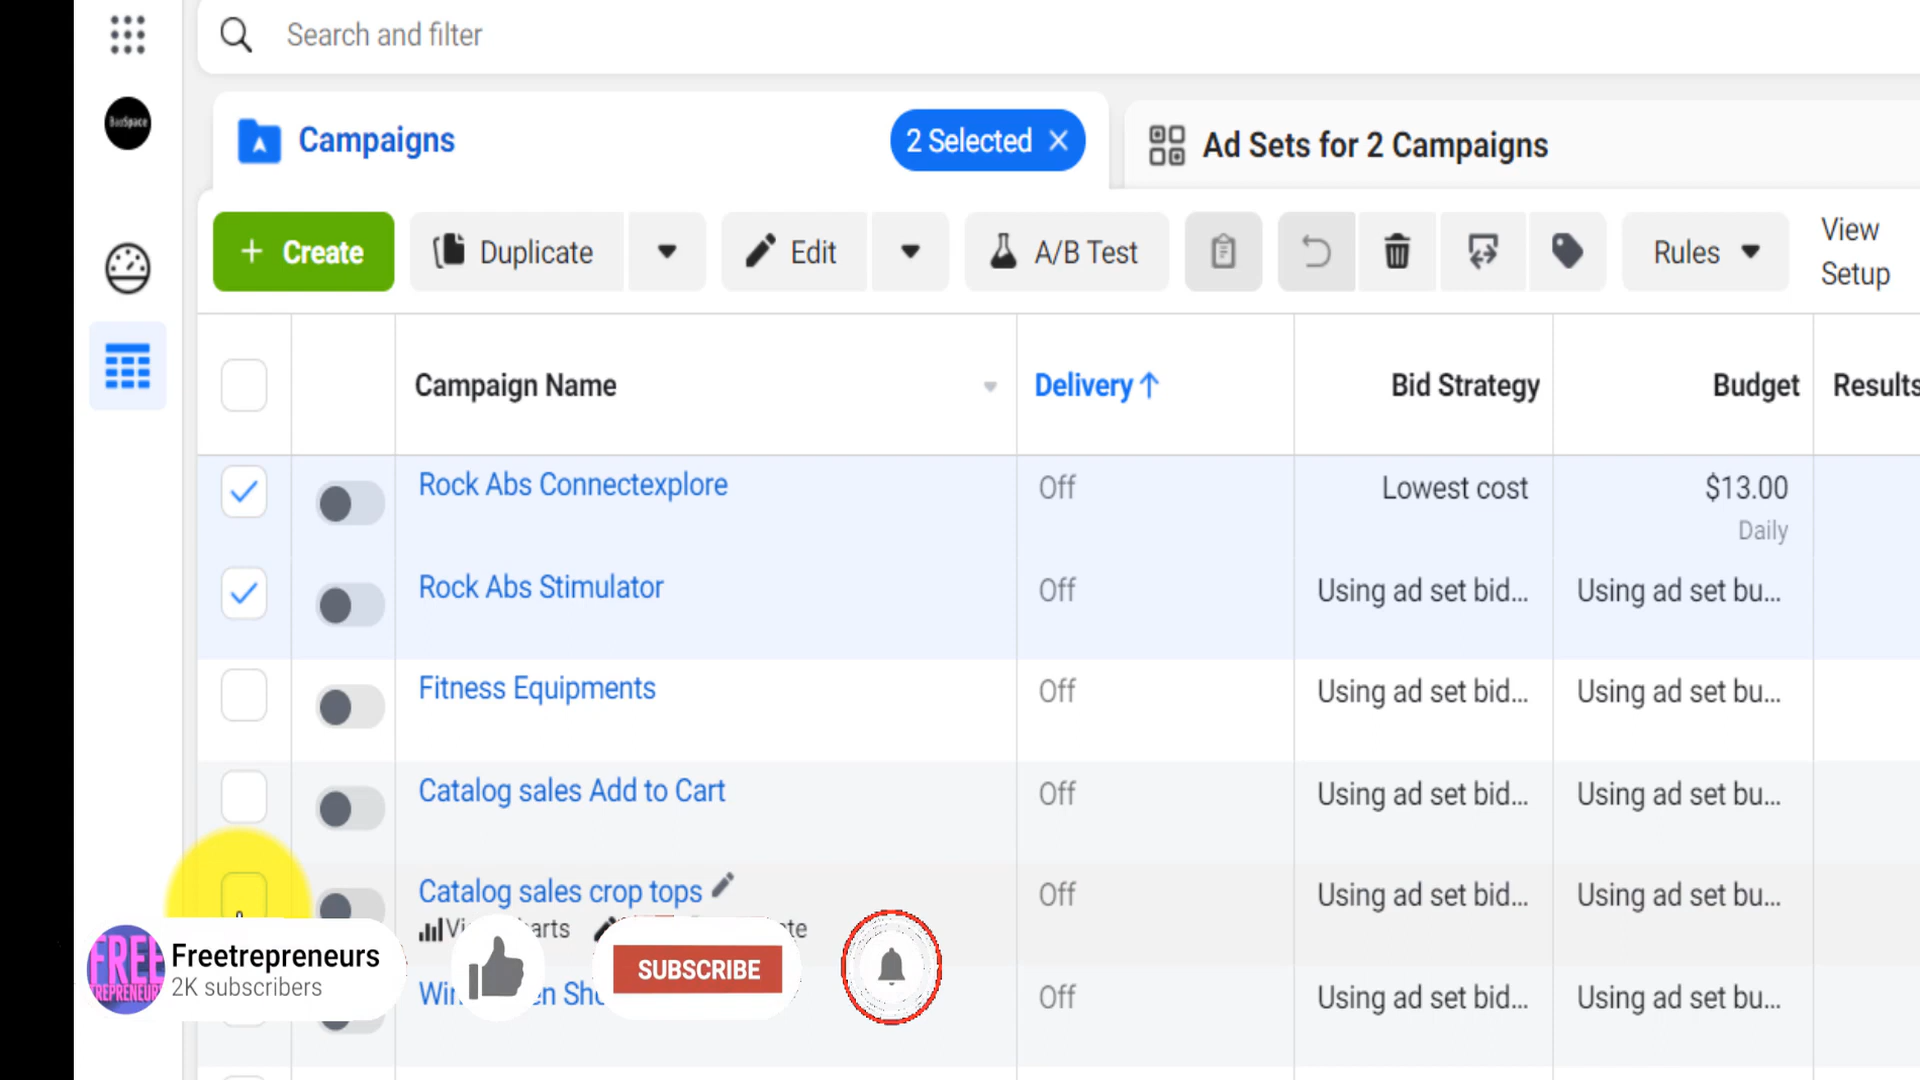 Search and filter
BaoSpace
Campaigns
2 Selected
Ad Sets for 2 Campaigns
+ Create
Duplicate
Edit
A/B Test
Rules
View Setup
Campaign Name
Delivery↑
Bid Strategy
Budget
Results
Rock Abs Connectexplore
Off
Lowest cost
$13.00
Daily
Rock Abs Stimulator
Off
Using ad set bid...
Using ad set bu...
Fitness Equipments
Off
Using ad set bid...
Using ad set bu...
Catalog sales Add to Cart
Off
Using ad set bid...
Using ad set bu...
Catalog sales crop tops
Off
Using ad set bid...
Using ad set bu...
Off
Using ad set bid...
Using ad set bu...
FREE
Freetrepreneurs
2K subscribers
SUBSCRIBE